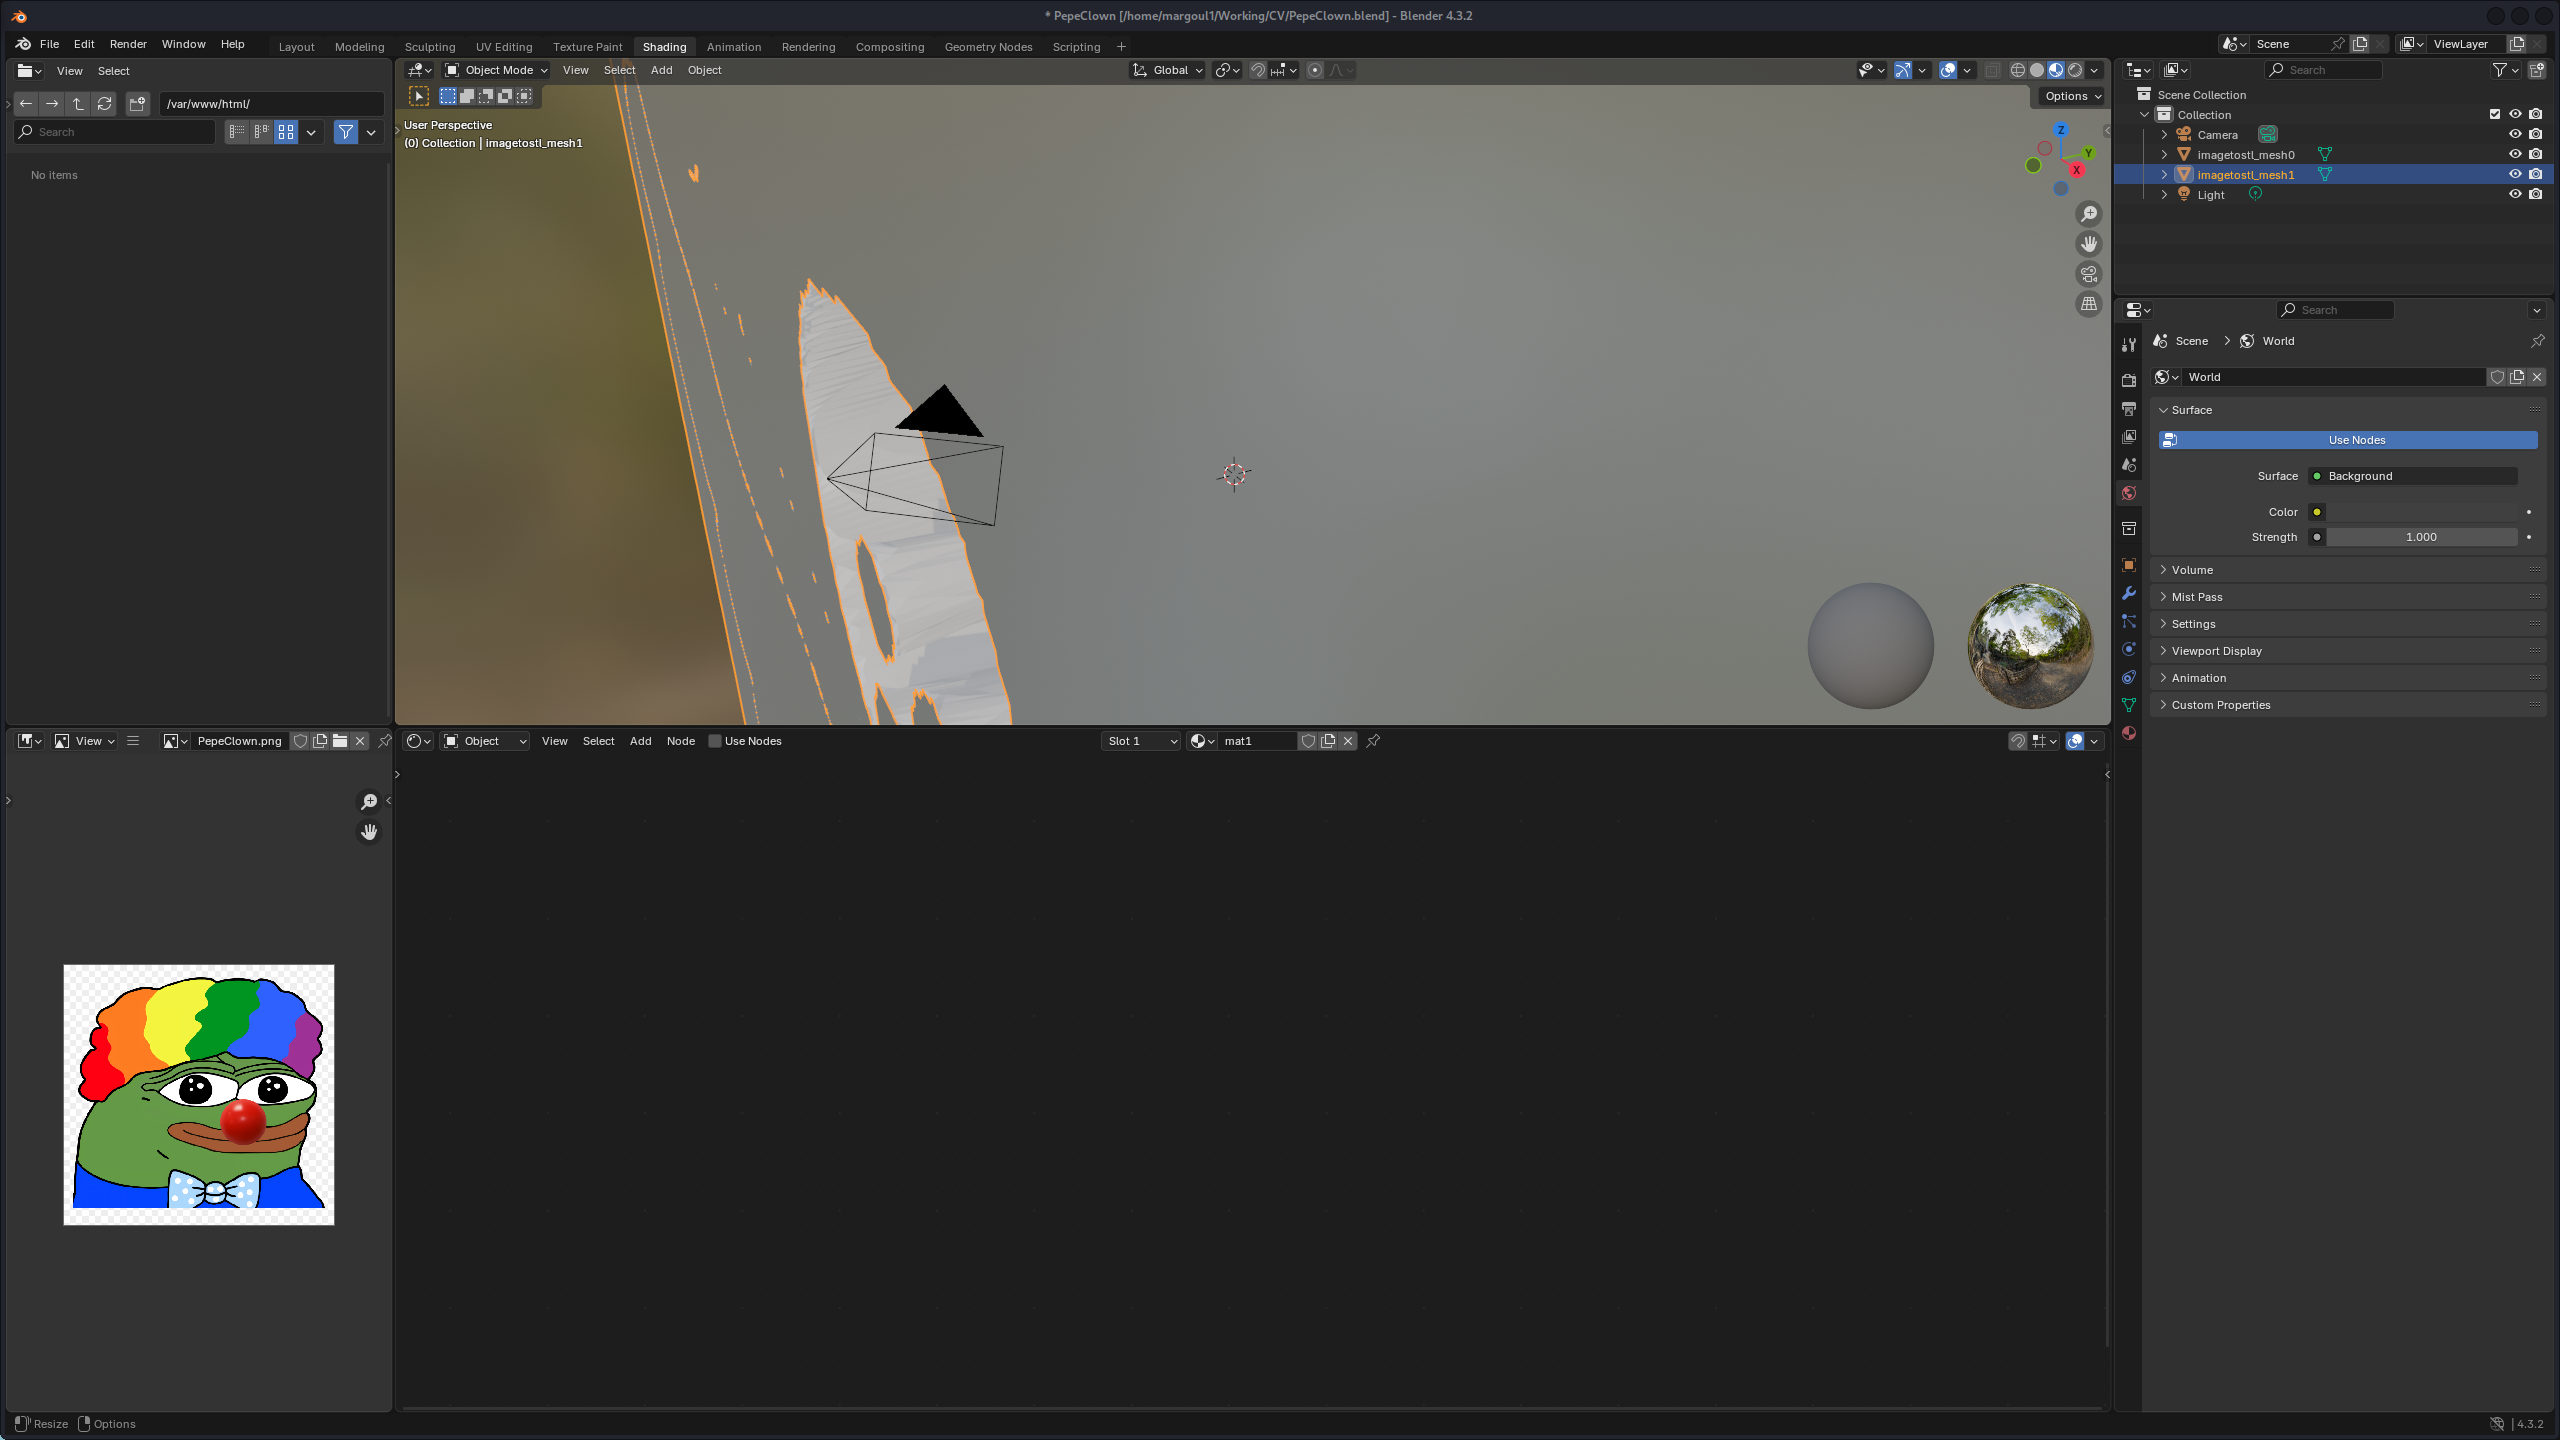 * PepeClown [/home/margoul1/Working/CV/PepeClown.blend] - Blender 4.3.2
File Edit Render Window Help Layout Modeling Sculpting UV Editing Texture Paint Shading Animation Rendering Compositing Geometry Nodes Scripting + Scene ViewLayer
View Select
Object Mode View Select Add Object Global Search
/var/www/html/
Options
Search
No items
User Perspective
(0) Collection | imagetostl_mesh1
Z
Y
X
Scene Collection
Collection
Camera
imagetostl_mesh0
imagetostl_mesh1
Light
Search
Scene > World
World
Surface
Use Nodes
Surface Background
Color
Strength 1.000
Volume
Mist Pass
Settings
Viewport Display
Animation
Custom Properties
View PepeClown.png
Object View Select Add Node Use Nodes Slot 1 mat1
Resize Options
4.3.2